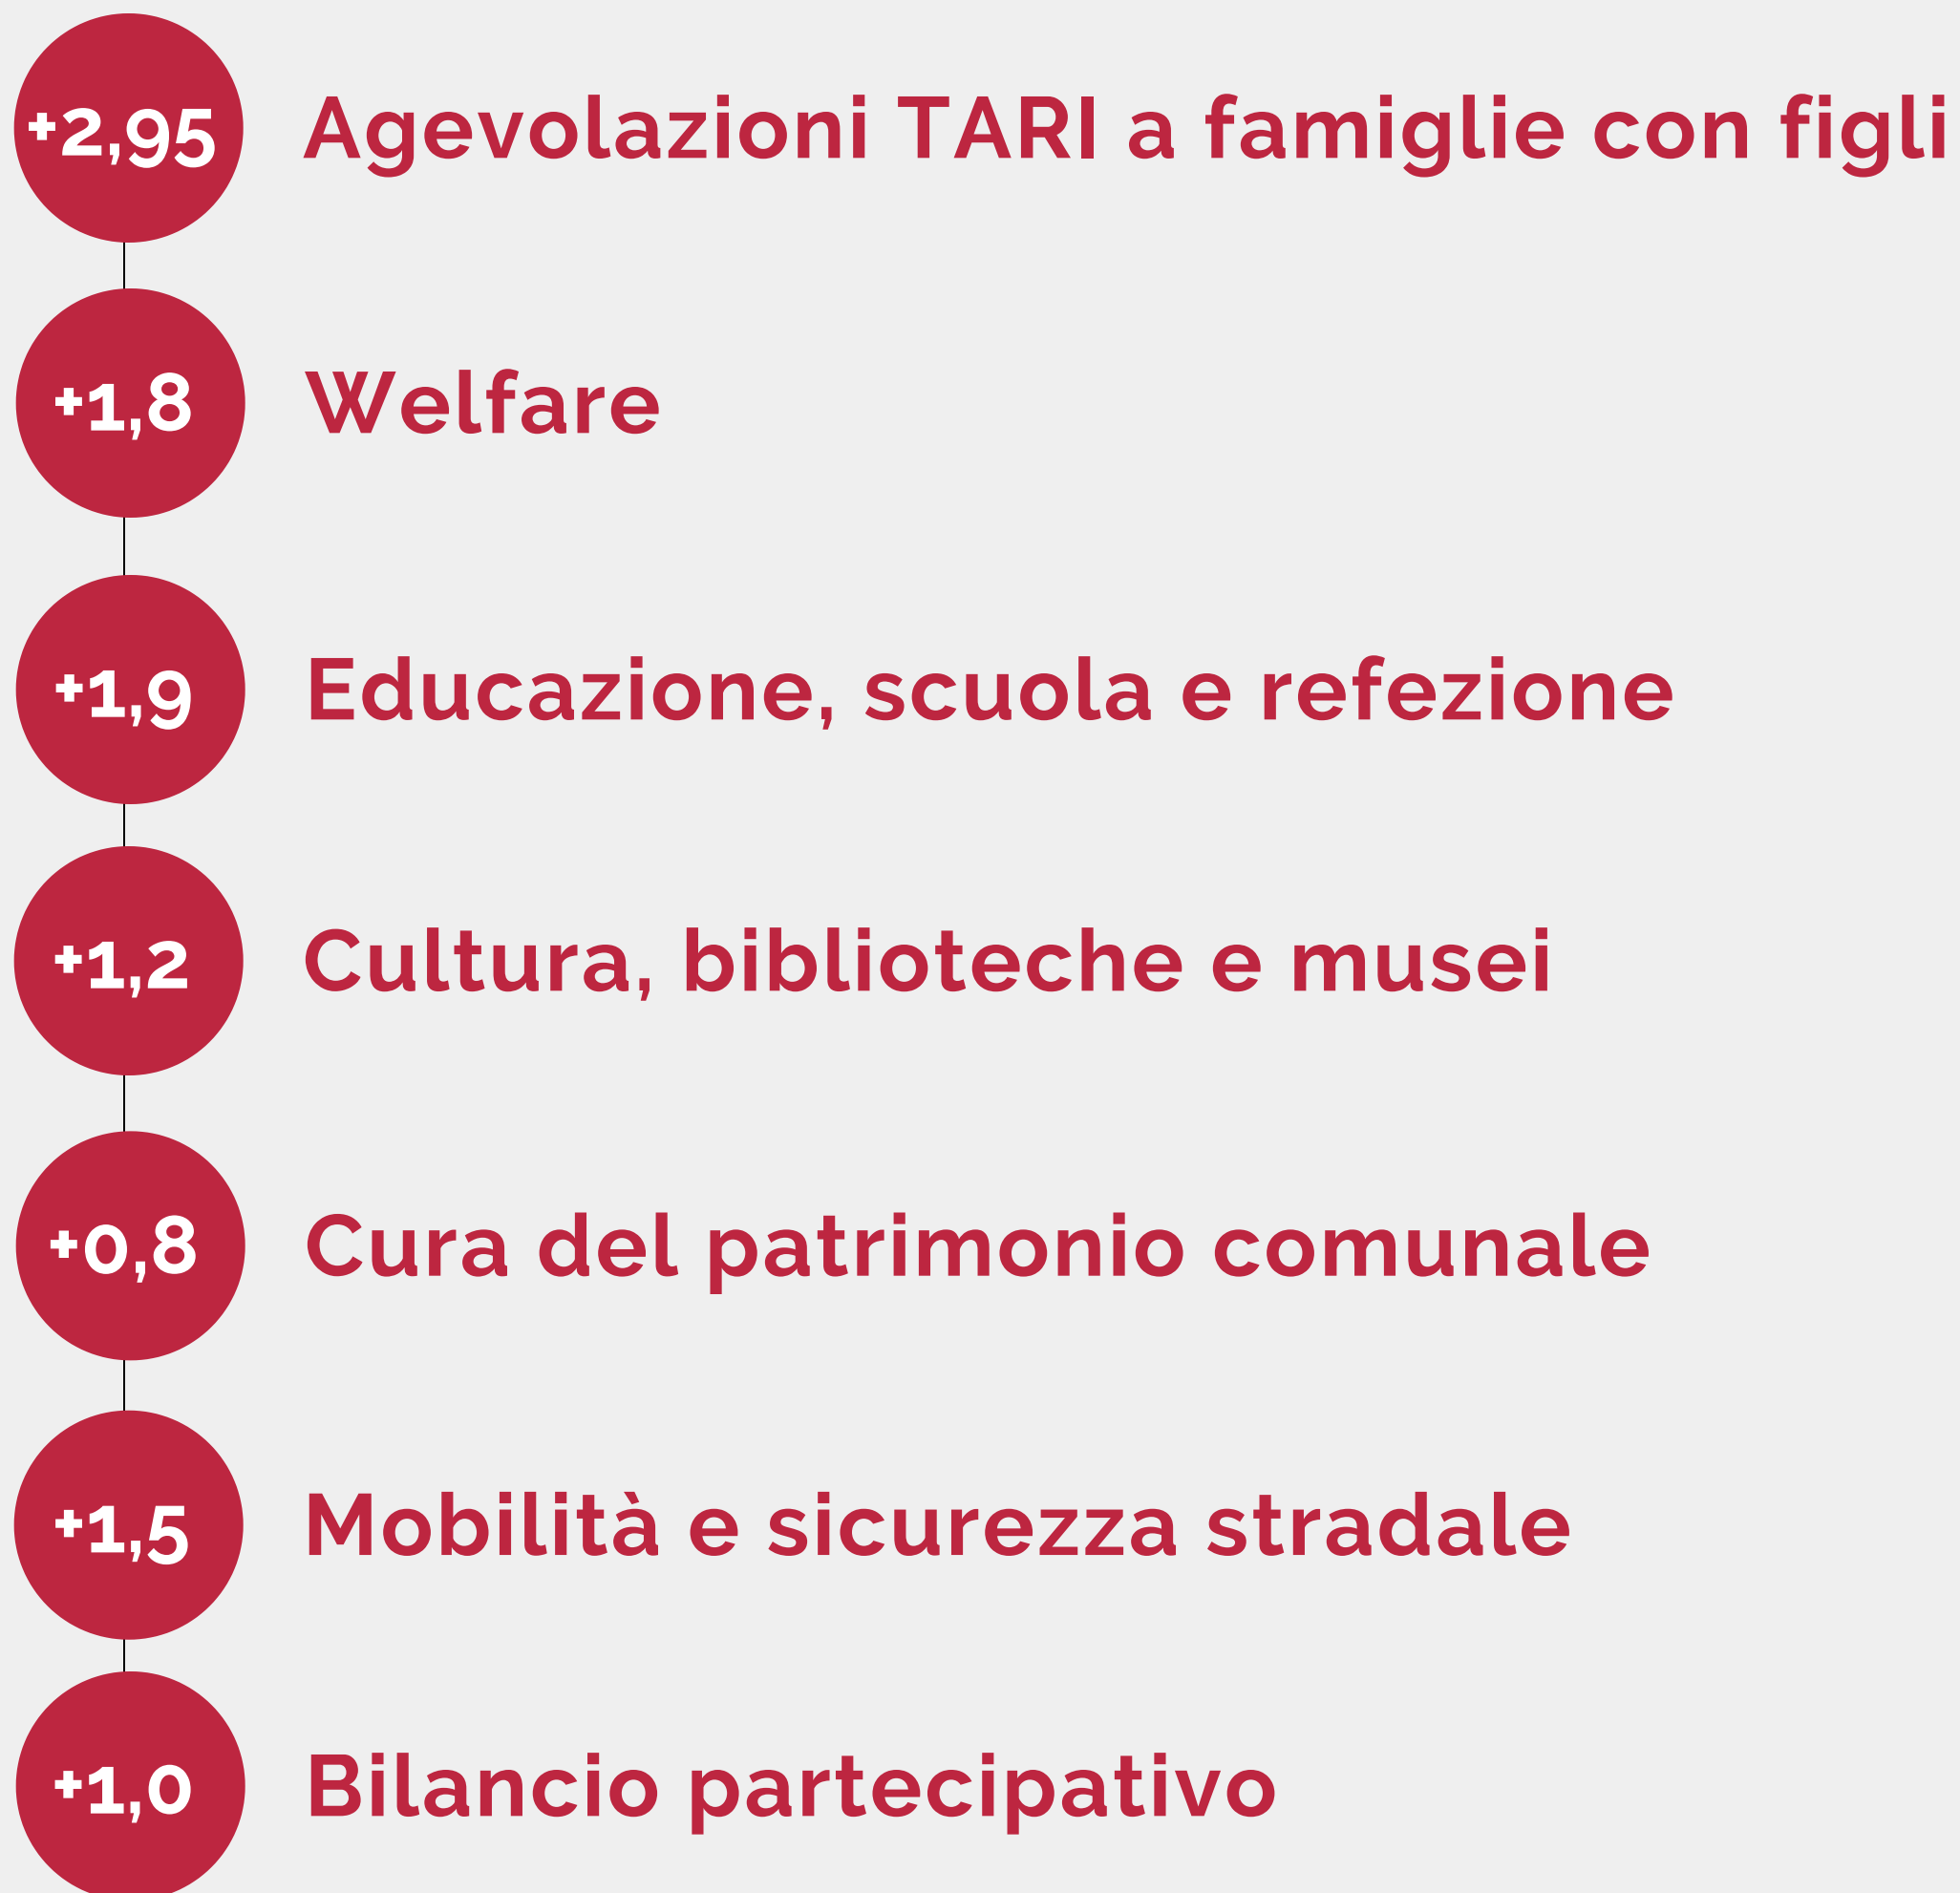 +2,95 Agevolazioni TARI a famiglie con figli
+1,8 Welfare
+1,9 Educazione, scuola e refezione
+1,2 Cultura, biblioteche e musei
+0,8 Cura del patrimonio comunale
+1,5 Mobilità e sicurezza stradale
+1,0 Bilancio partecipativo